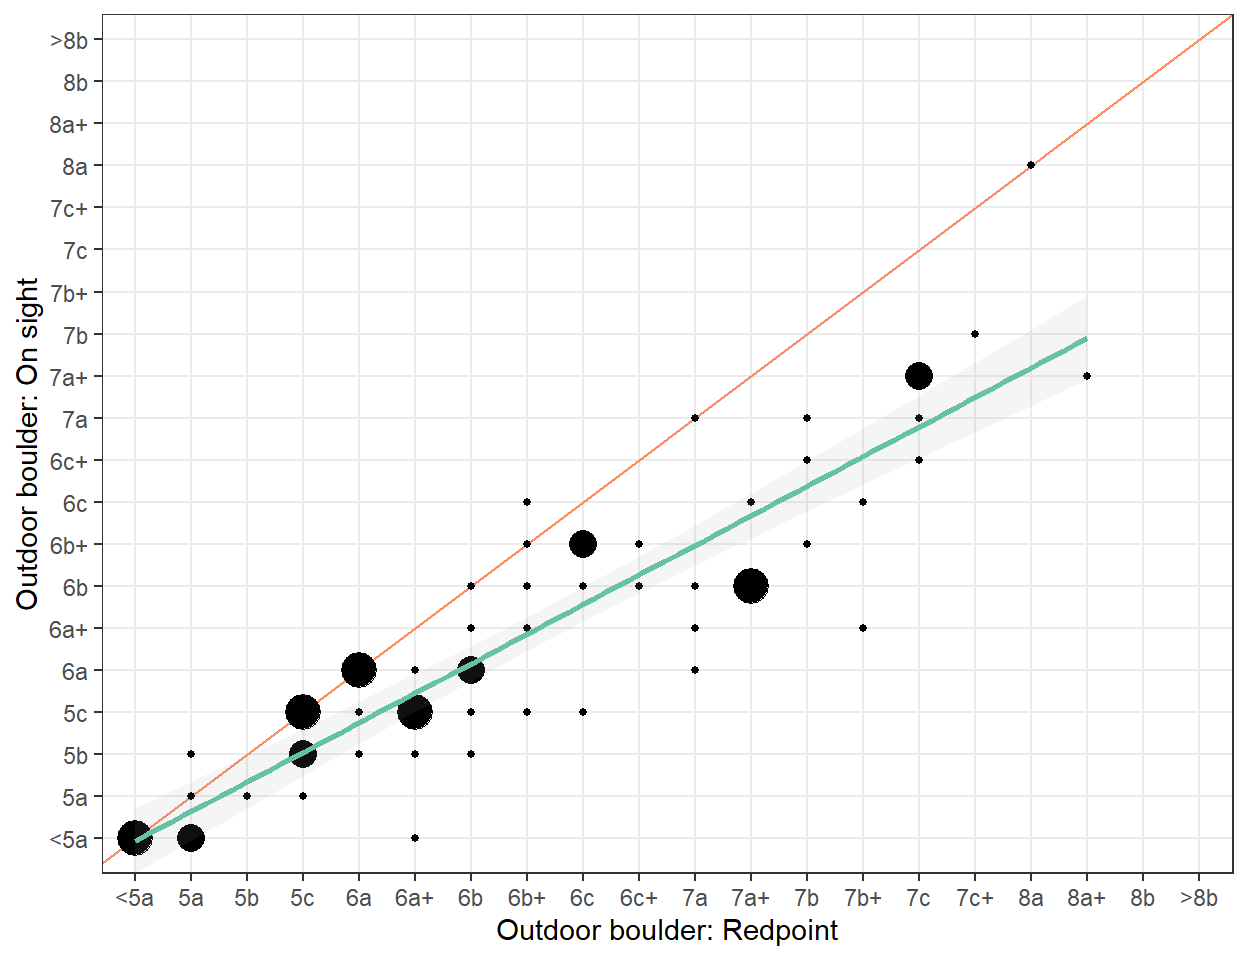 >8b
8b
8a+
8a
7c+
7c
7b+
7b
7a+
7a
6c+
6c
6b+
6b
6a+
6a
5c
5b
5a
<5a
Outdoor boulder: On sight
<5a 5a 5b 5c 6a 6a+ 6b 6b+ 6c 6c+ 7a 7a+ 7b 7b+ 7c 7c+ 8a 8a+ 8b >8b
Outdoor boulder: Redpoint